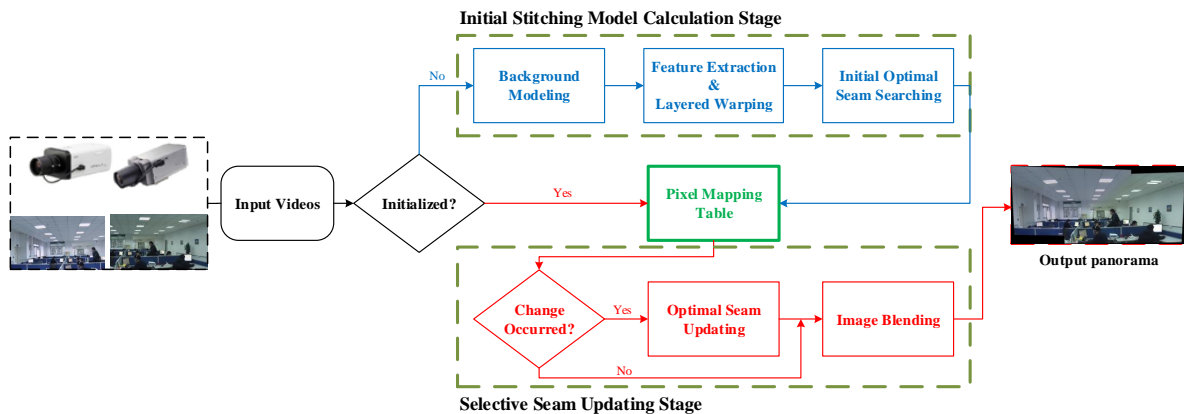 Initial Stitching Model Calculation Stage
No
Background
Modeling
Feature Extraction
&
Layered Warping
Initial Optimal
Seam Searching
Input Videos
Initialized?
Yes
Pixel Mapping
Table
Output panorama
Change
Occurred?
Yes
Optimal Seam
Updating
Image Blending
No
Selective Seam Updating Stage